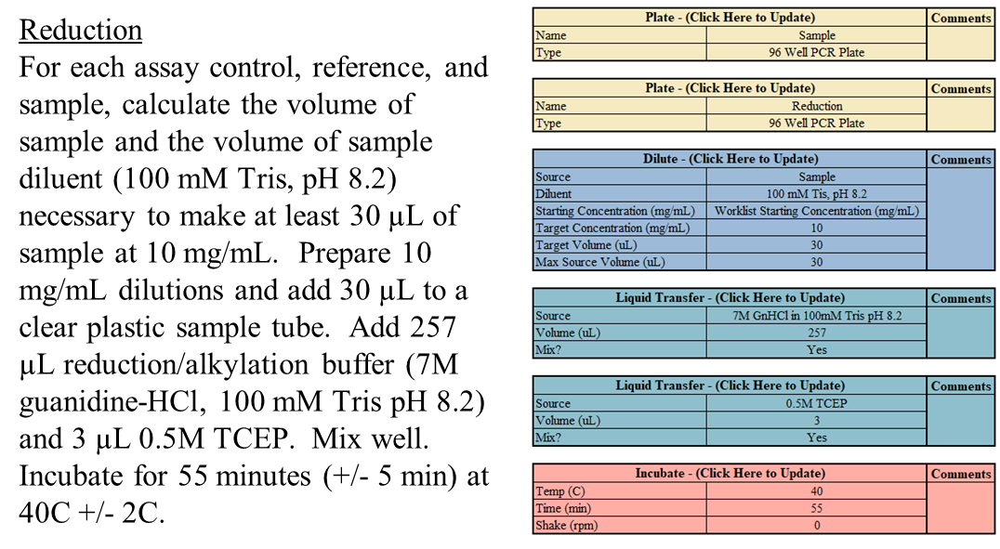 Reduction
For each assay control, reference, and
sample, calculate the volume of
sample and the volume of sample
diluent (100 mM Tris, pH 8.2)
necessary to make at least 30 µL of
sample at 10 mg/mL.  Prepare 10
mg/mL dilutions and add 30 µL to a
clear plastic sample tube.  Add 257
µL reduction/alkylation buffer (7M
guanidine-HCl, 100 mM Tris pH 8.2)
and 3 µL 0.5M TCEP.  Mix well.
Incubate for 55 minutes (+/- 5 min) at
40C +/- 2C.
Plate - (Click Here to Update) Comments
Name Sample
Type 96 Well PCR Plate
Plate - (Click Here to Update) Comments
Name Reduction
Type 96 Well PCR Plate
Dilute - (Click Here to Update) Comments
Source Sample
Diluent 100 mM Tis, pH 8.2
Starting Concentration (mg/mL) Worklist Starting Concentration (mg/mL)
Target Concentration (mg/mL) 10
Target Volume (uL) 30
Max Source Volume (uL) 30
Liquid Transfer - (Click Here to Update) Comments
Source 7M GnHCl in 100mM Tris pH 8.2
Volume (uL) 257
Mix? Yes
Liquid Transfer - (Click Here to Update) Comments
Source 0.5M TCEP
Volume (uL) 3
Mix? Yes
Incubate - (Click Here to Update) Comments
Temp (C) 40
Time (min) 55
Shake (rpm) 0